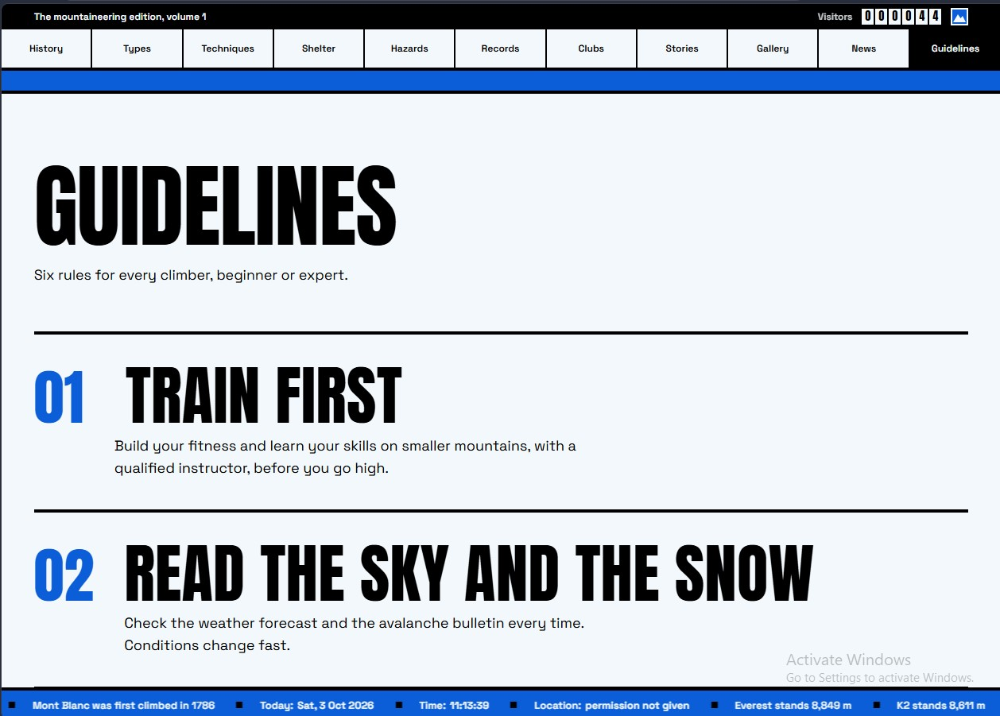 The mountaineering edition, volume 1
Visitors 000044
History Types Techniques Shelter Hazards Records Clubs Stories Gallery News Guidelines
GUIDELINES
Six rules for every climber, beginner or expert.
01 TRAIN FIRST
Build your fitness and learn your skills on smaller mountains, with a
qualified instructor, before you go high.
02 READ THE SKY AND THE SNOW
Check the weather forecast and the avalanche bulletin every time.
Conditions change fast.
Activate Windows
Go to Settings to activate Windows.
Mont Blanc was first climbed in 1786 Today: Sat, 3 Oct 2026 Time: 11:13:39 Location: permission not given Everest stands 8,849 m K2 stands 8,611 m